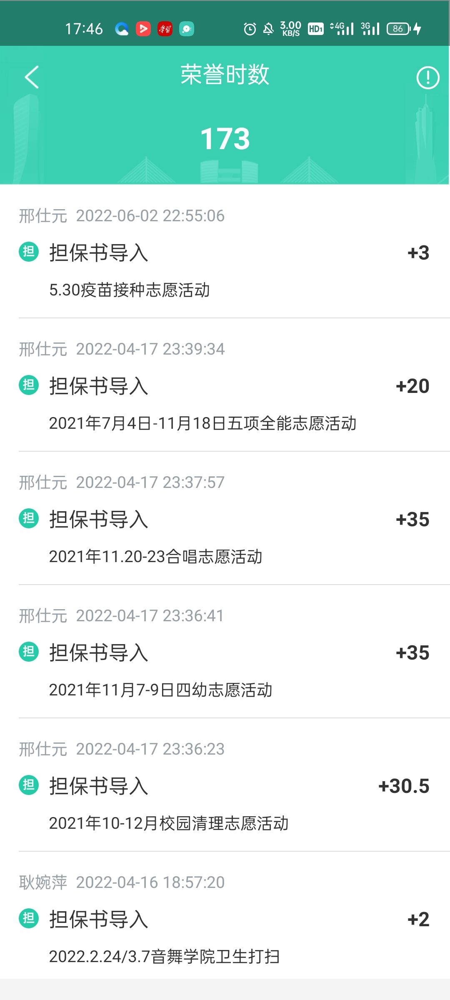 17:46 學習 3.00 KB/S HD1 4G 3G 86
荣誉时数
173
邢仕元 2022-06-02 22:55:06
担 担保书导入 +3
5.30疫苗接种志愿活动
邢仕元 2022-04-17 23:39:34
担 担保书导入 +20
2021年7月4日-11月18日五项全能志愿活动
邢仕元 2022-04-17 23:37:57
担 担保书导入 +35
2021年11.20-23合唱志愿活动
邢仕元 2022-04-17 23:36:41
担 担保书导入 +35
2021年11月7-9日四幼志愿活动
邢仕元 2022-04-17 23:36:23
担 担保书导入 +30.5
2021年10-12月校园清理志愿活动
耿婉萍 2022-04-16 18:57:20
担 担保书导入 +2
2022.2.24/3.7音舞学院卫生打扫